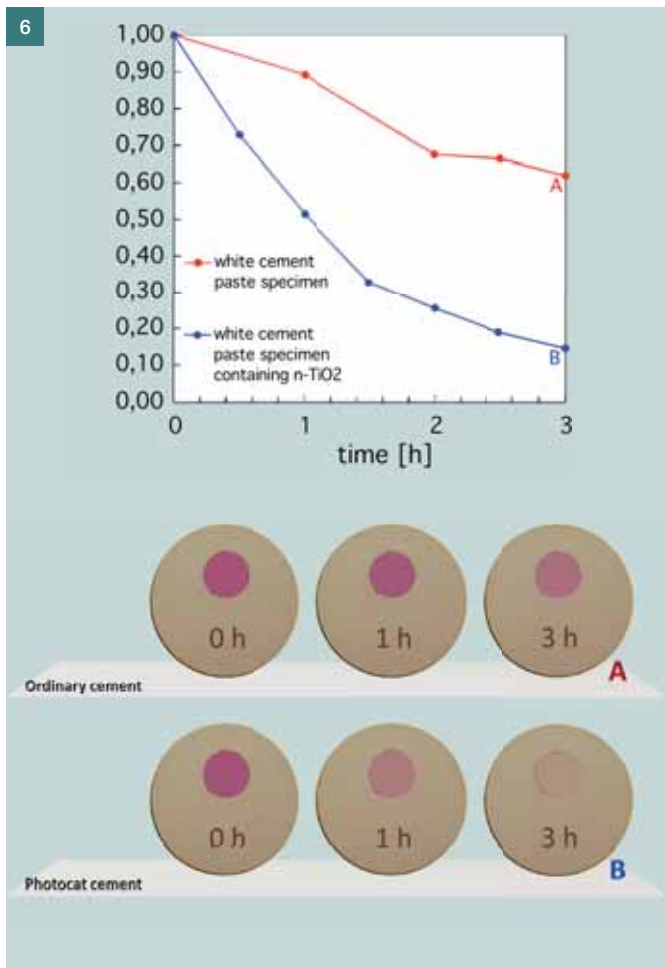 6
1,00
0,90
0,80
0,70
0,60
0,50
0,40
0,30
0,20
0,10
0,00
A
white cement
paste specimen
white cement
paste specimen
containing n-TiO2
B
0 1 2 3
time [h]
0 h 1 h 3 h
A
Ordinary cement
0 h 1 h 3 h
B
Photocat cement